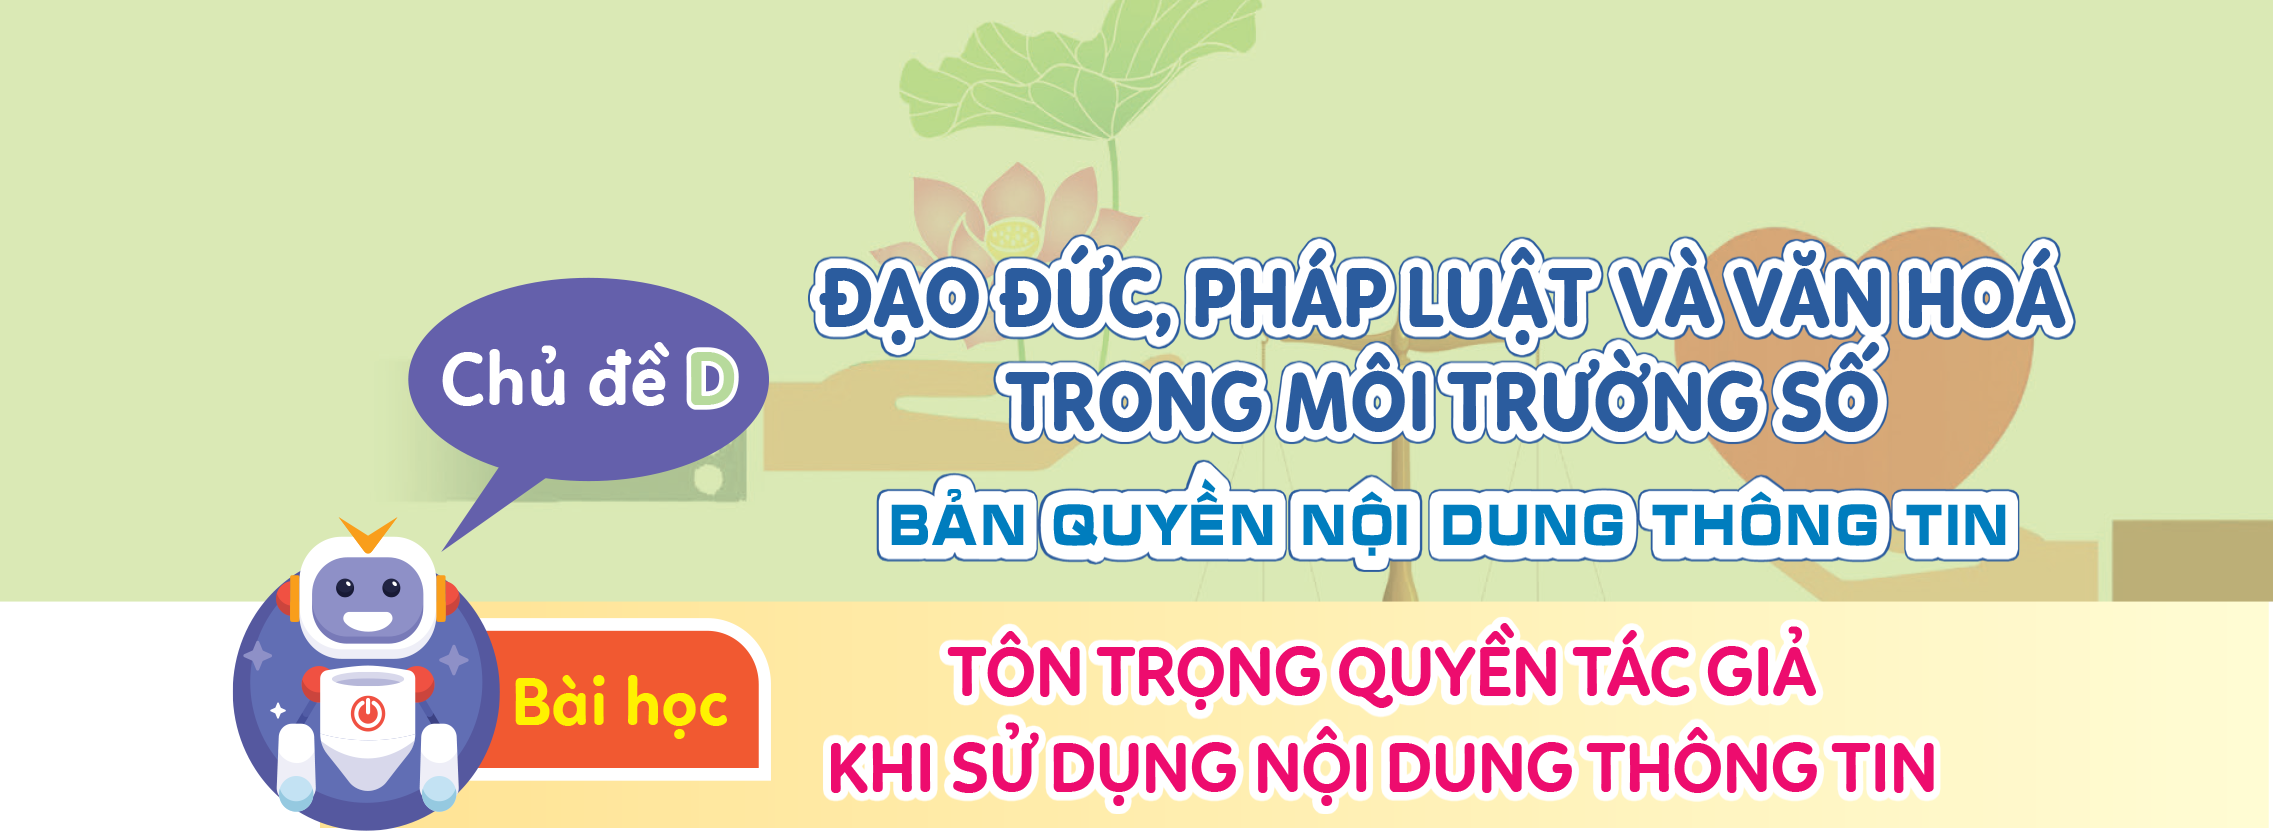 Chủ đề D
ĐẠO ĐỨC, PHÁP LUẬT VÀ VĂN HOÁ
TRONG MÔI TRƯỜNG SỐ
BẢN QUYỀN NỘI DUNG THÔNG TIN
Bài học
TÔN TRỌNG QUYỀN TÁC GIẢ
KHI SỬ DỤNG NỘI DUNG THÔNG TIN